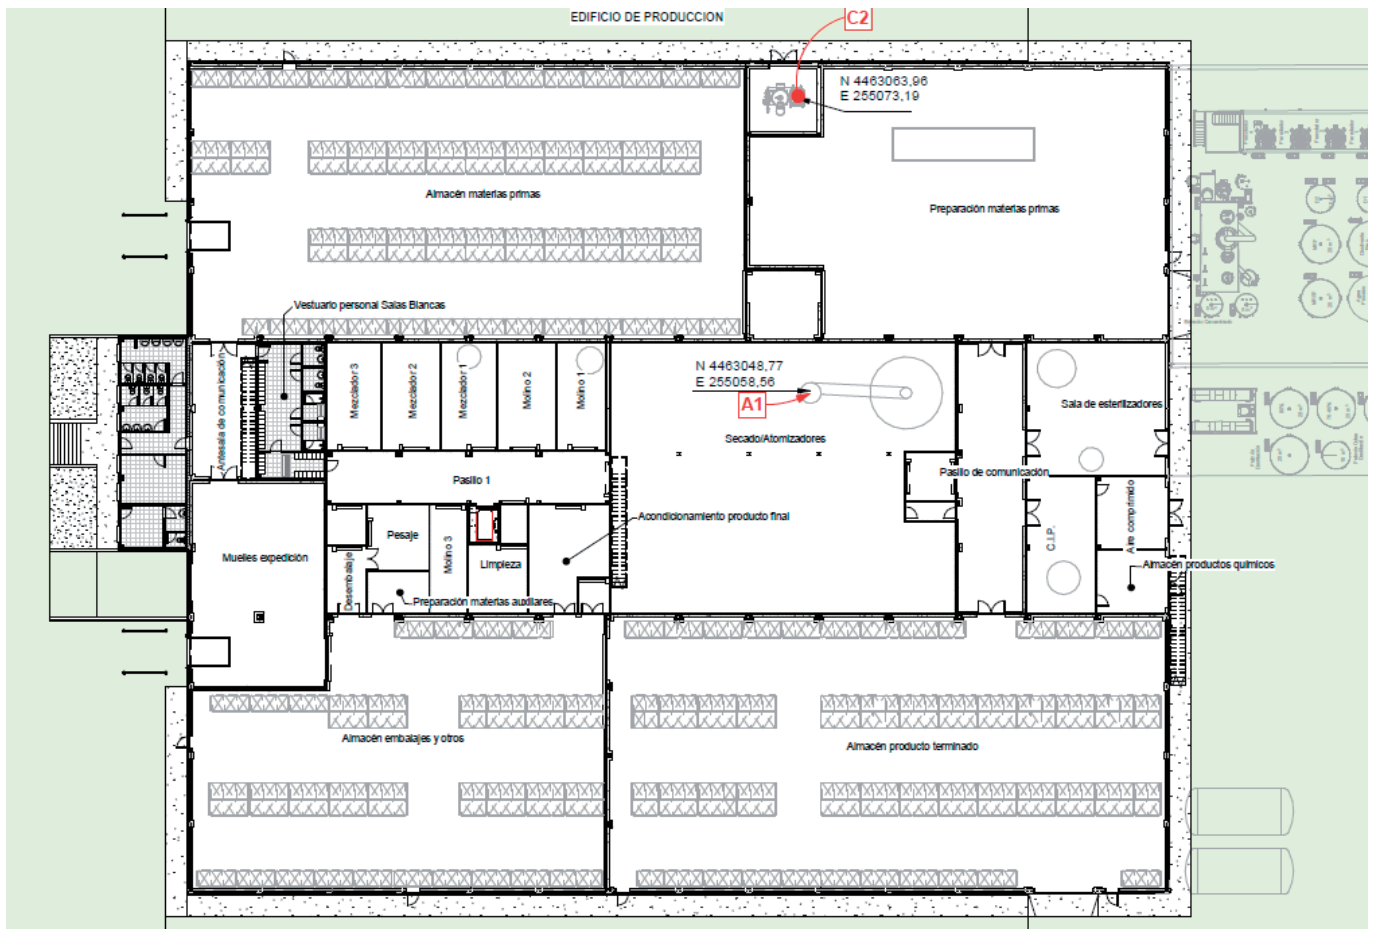 EDIFICIO DE PRODUCCION
C2
N 4463063,96
E 255073,19
Almacén materias primas
Preparación materias primas
Vestuario personal Salas Blancas
Antesala de comunicación
Mezclador 3
Mezclador 2
Mezclador 1
Molino 2
Molino 1
N 4463048,77
E 255058,56
A1
Secado/Atomizadores
Sala de esterilizadores
Pasillo 1
Pasillo de comunicación
Acondicionamiento producto final
Muelles expedición
Pesaje
Desembalaje
Molino 3
Limpieza
C.I.P.
Aire comprimido
Almacén productos químicos
Preparación materias auxiliares
Almacén embalajes y otros
Almacén producto terminado